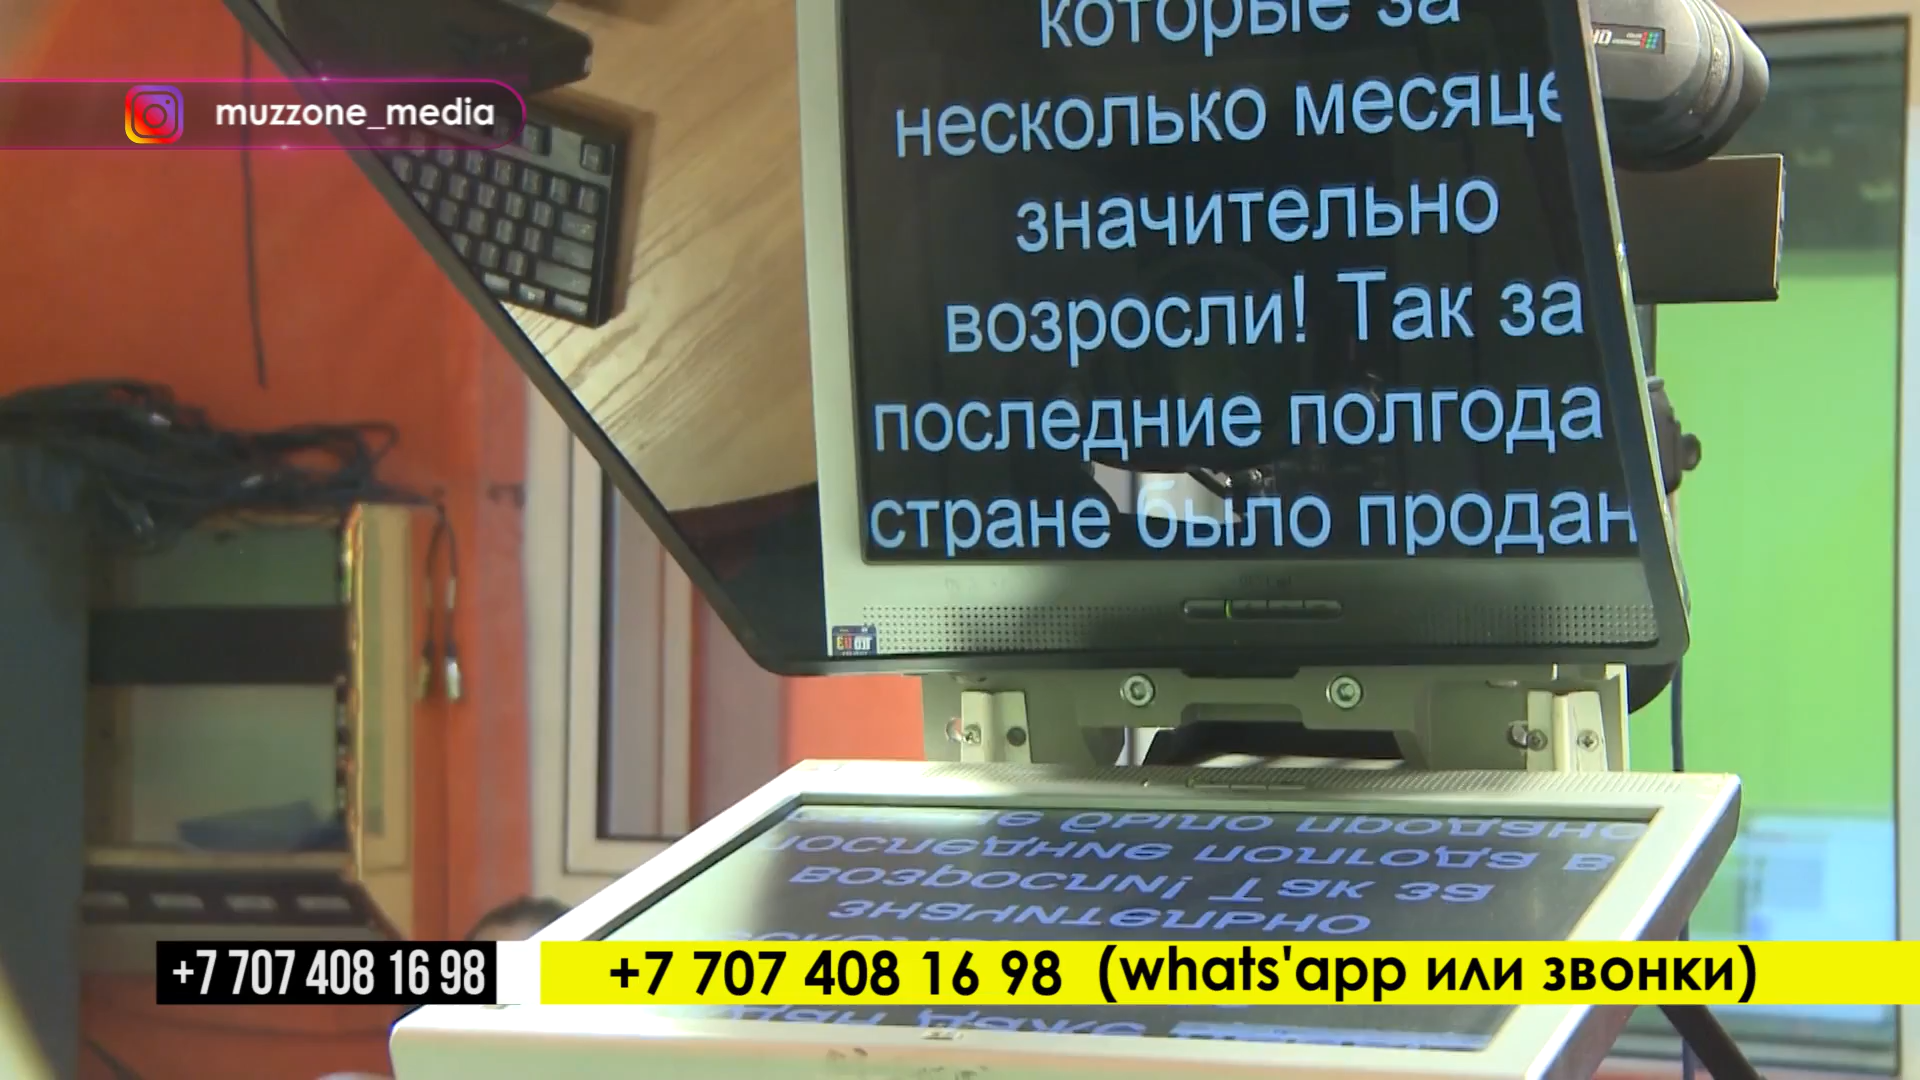 muzzone_media
которые за
несколько месяце
значительно
возросли! Так за
последние полгода
стране было продан
+7 707 408 16 98
+7 707 408 16 98 (whats'app или звонки)